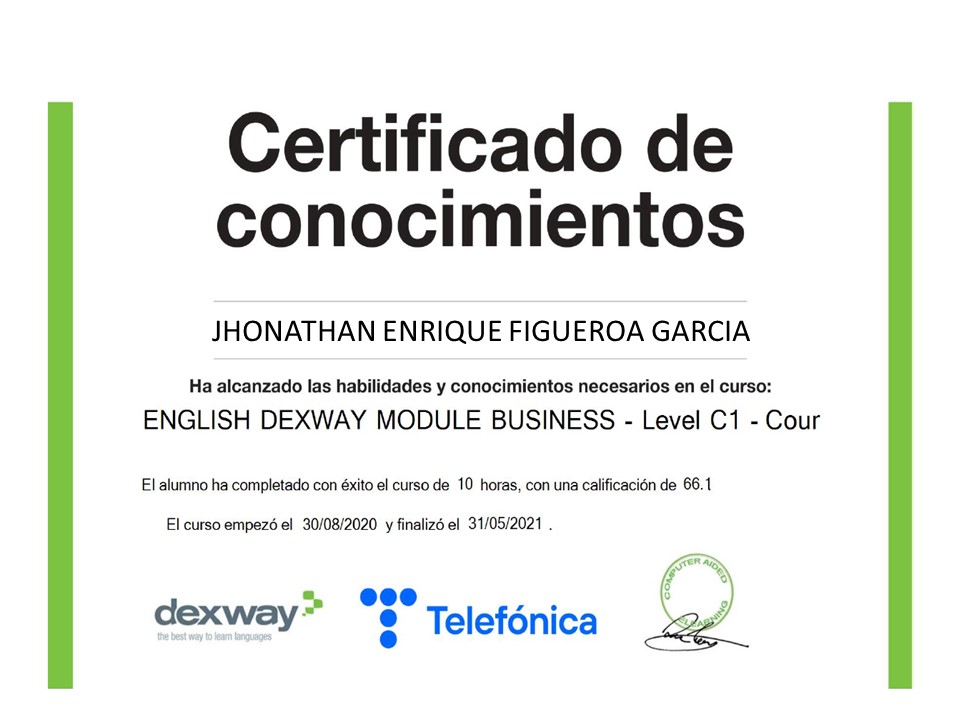 Certificado de
conocimientos
JHONATHAN ENRIQUE FIGUEROA GARCIA
Ha alcanzado las habilidades y conocimientos necesarios en el curso:
ENGLISH DEXWAY MODULE BUSINESS - Level C1 - Cour
El alumno ha completado con éxito el curso de 10 horas, con una calificación de 66.1
El curso empezó el 30/08/2020 y finalizó el 31/05/2021 .
dexway
the best way to learn languages
Telefónica
COMPUTER AIDED
ELEARNING